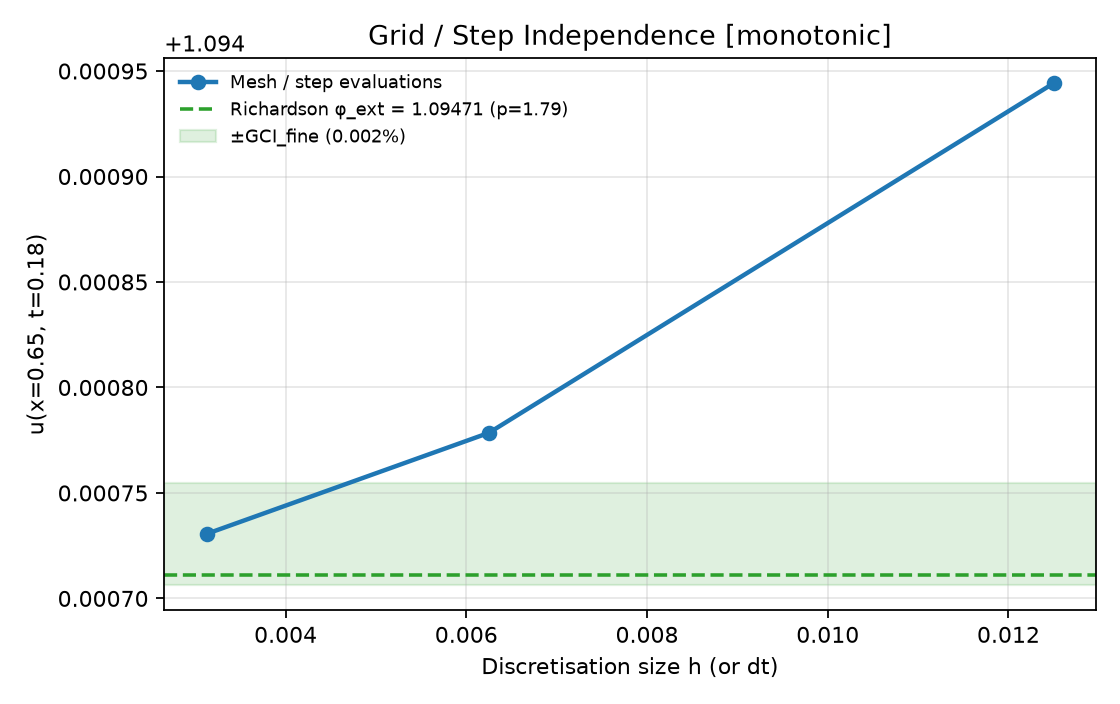 Grid / Step Independence [monotonic]
+1.094
Mesh / step evaluations
Richardson φ_ext = 1.09471 (p=1.79)
±GCI_fine (0.002%)
0.00095
0.00090
0.00085
0.00080
0.00075
0.00070
u(x=0.65, t=0.18)
0.004 0.006 0.008 0.010 0.012
Discretisation size h (or dt)